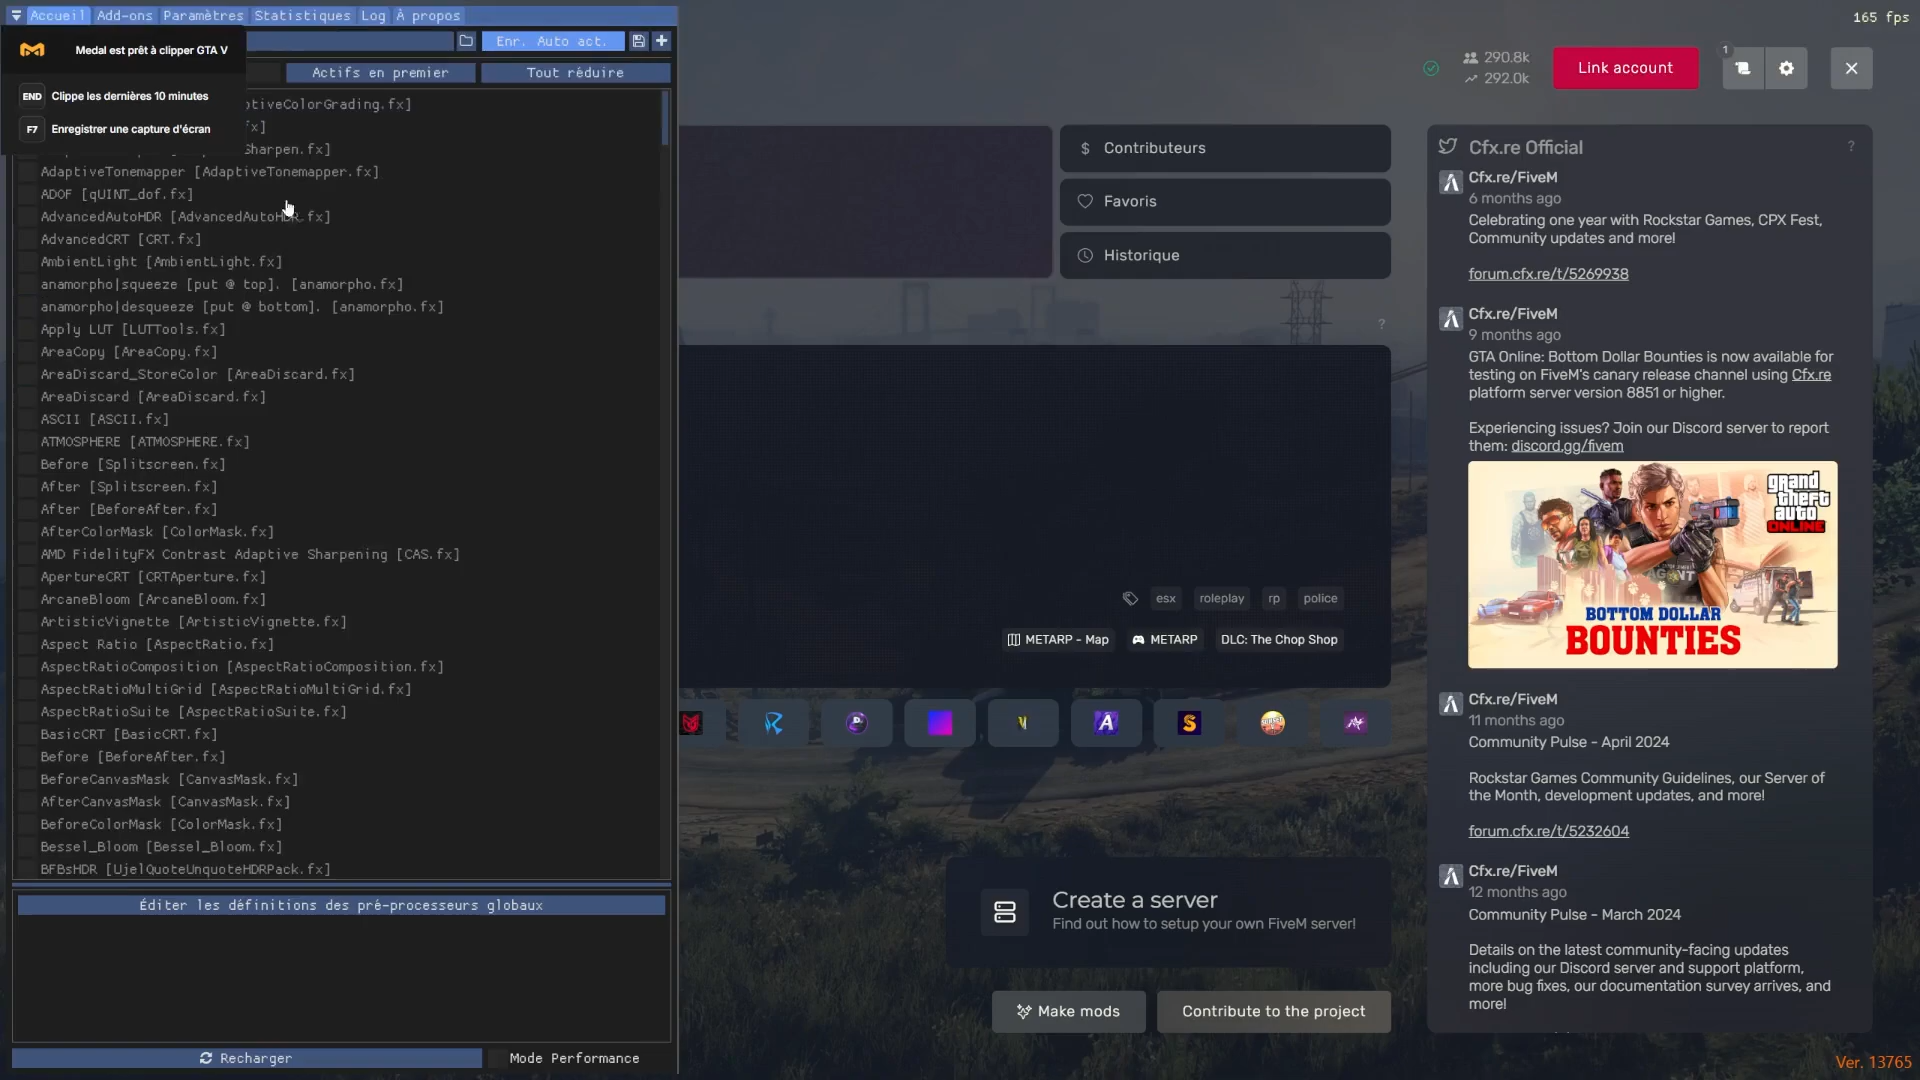 Accueil Add-ons Paramètres Statistiques Log À propos
Medal est prêt à clipper GTA V
END Clippe les dernières 10 minutes
F7 Enregistrer une capture d'écran
Enr. Auto act.
Actifs en premier Tout réduire
ptiveColorGrading.fx]
fx]
Sharpen.fx]
AdaptiveTonemapper [AdaptiveTonemapper.fx]
ADOF [qUINT_dof.fx]
AdvancedAutoHDR [AdvancedAutoHDR.fx]
AdvancedCRT [CRT.fx]
AmbientLight [AmbientLight.fx]
anamorpho|squeeze [put @ top]. [anamorpho.fx]
anamorpho|desqueeze [put @ bottom]. [anamorpho.fx]
Apply LUT [LUTTools.fx]
AreaCopy [AreaCopy.fx]
AreaDiscard_StoreColor [AreaDiscard.fx]
AreaDiscard [AreaDiscard.fx]
ASCII [ASCII.fx]
ATMOSPHERE [ATMOSPHERE.fx]
Before [Splitscreen.fx]
After [Splitscreen.fx]
After [BeforeAfter.fx]
AfterColorMask [ColorMask.fx]
AMD FidelityFX Contrast Adaptive Sharpening [CAS.fx]
ApertureCRT [CRTAperture.fx]
ArcaneBloom [ArcaneBloom.fx]
ArtisticVignette [ArtisticVignette.fx]
Aspect Ratio [AspectRatio.fx]
AspectRatioComposition [AspectRatioComposition.fx]
AspectRatioMultiGrid [AspectRatioMultiGrid.fx]
AspectRatioSuite [AspectRatioSuite.fx]
BasicCRT [BasicCRT.fx]
Before [BeforeAfter.fx]
BeforeCanvasMask [CanvasMask.fx]
AfterCanvasMask [CanvasMask.fx]
BeforeColorMask [ColorMask.fx]
Bessel_Bloom [Bessel_Bloom.fx]
BFBsHDR [UjelQuoteUnquoteHDRPack.fx]
Éditer les définitions des pré-processeurs globaux
Recharger Mode Performance
165 fps
290.8k
292.0k
Link account
1
$ Contributeurs
Favoris
Historique
?
esx roleplay rp police
METARP - Map METARP DLC: The Chop Shop
A S
Create a server
Find out how to setup your own FiveM server!
Make mods Contribute to the project
Cfx.re Official ?
Cfx.re/FiveM
6 months ago
Celebrating one year with Rockstar Games, CPX Fest,
Community updates and more!
forum.cfx.re/t/5269938
Cfx.re/FiveM
9 months ago
GTA Online: Bottom Dollar Bounties is now available for
testing on FiveM's canary release channel using Cfx.re
platform server version 8851 or higher.
Experiencing issues? Join our Discord server to report
them: discord.gg/fivem
grand
theft
auto
ONLINE
AGENT
BOTTOM DOLLAR
BOUNTIES
Cfx.re/FiveM
11 months ago
Community Pulse - April 2024
Rockstar Games Community Guidelines, our Server of
the Month, development updates, and more!
forum.cfx.re/t/5232604
Cfx.re/FiveM
12 months ago
Community Pulse - March 2024
Details on the latest community-facing updates
including our Discord server and support platform,
more bug fixes, our documentation survey arrives, and
more!
Ver. 13765